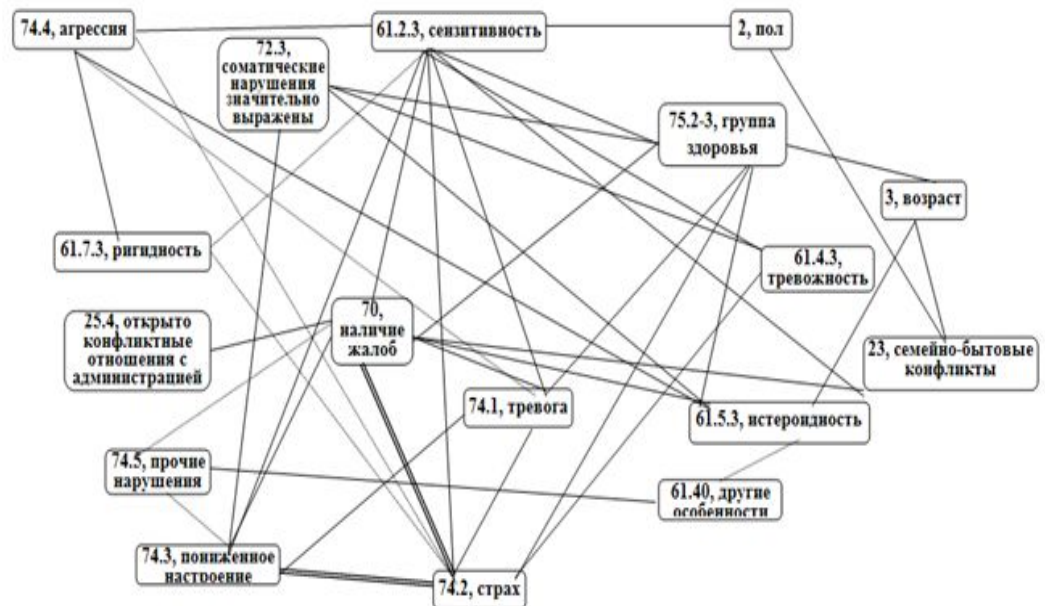 74.4, агрессия
61.2.3, сензитивность
2, пол
72.3,
соматические
нарушения
значительно
выражены
75.2-3, группа
здоровья
3, возраст
61.7.3, ригидность
61.4.3,
тревожность
25.4, открыто
конфликтные
отношения с
администрацией
70,
наличие
жалоб
23, семейно-бытовые
конфликты
74.1, тревога
61.5.3, истероидность
74.5, прочие
нарушения
61.40, другие
особенности
74.3, пониженное
настроение
74.2, страх